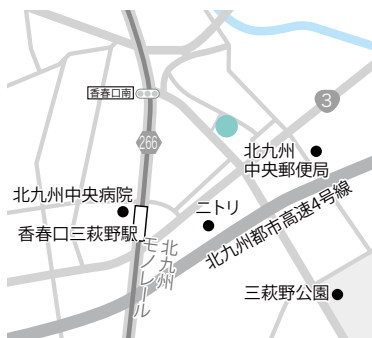 香春口南
3
266
北九州
中央郵便局
北九州中央病院
ニトリ
香春口三萩野駅
北九州
モノレール
北九州都市高速4号線
三萩野公園